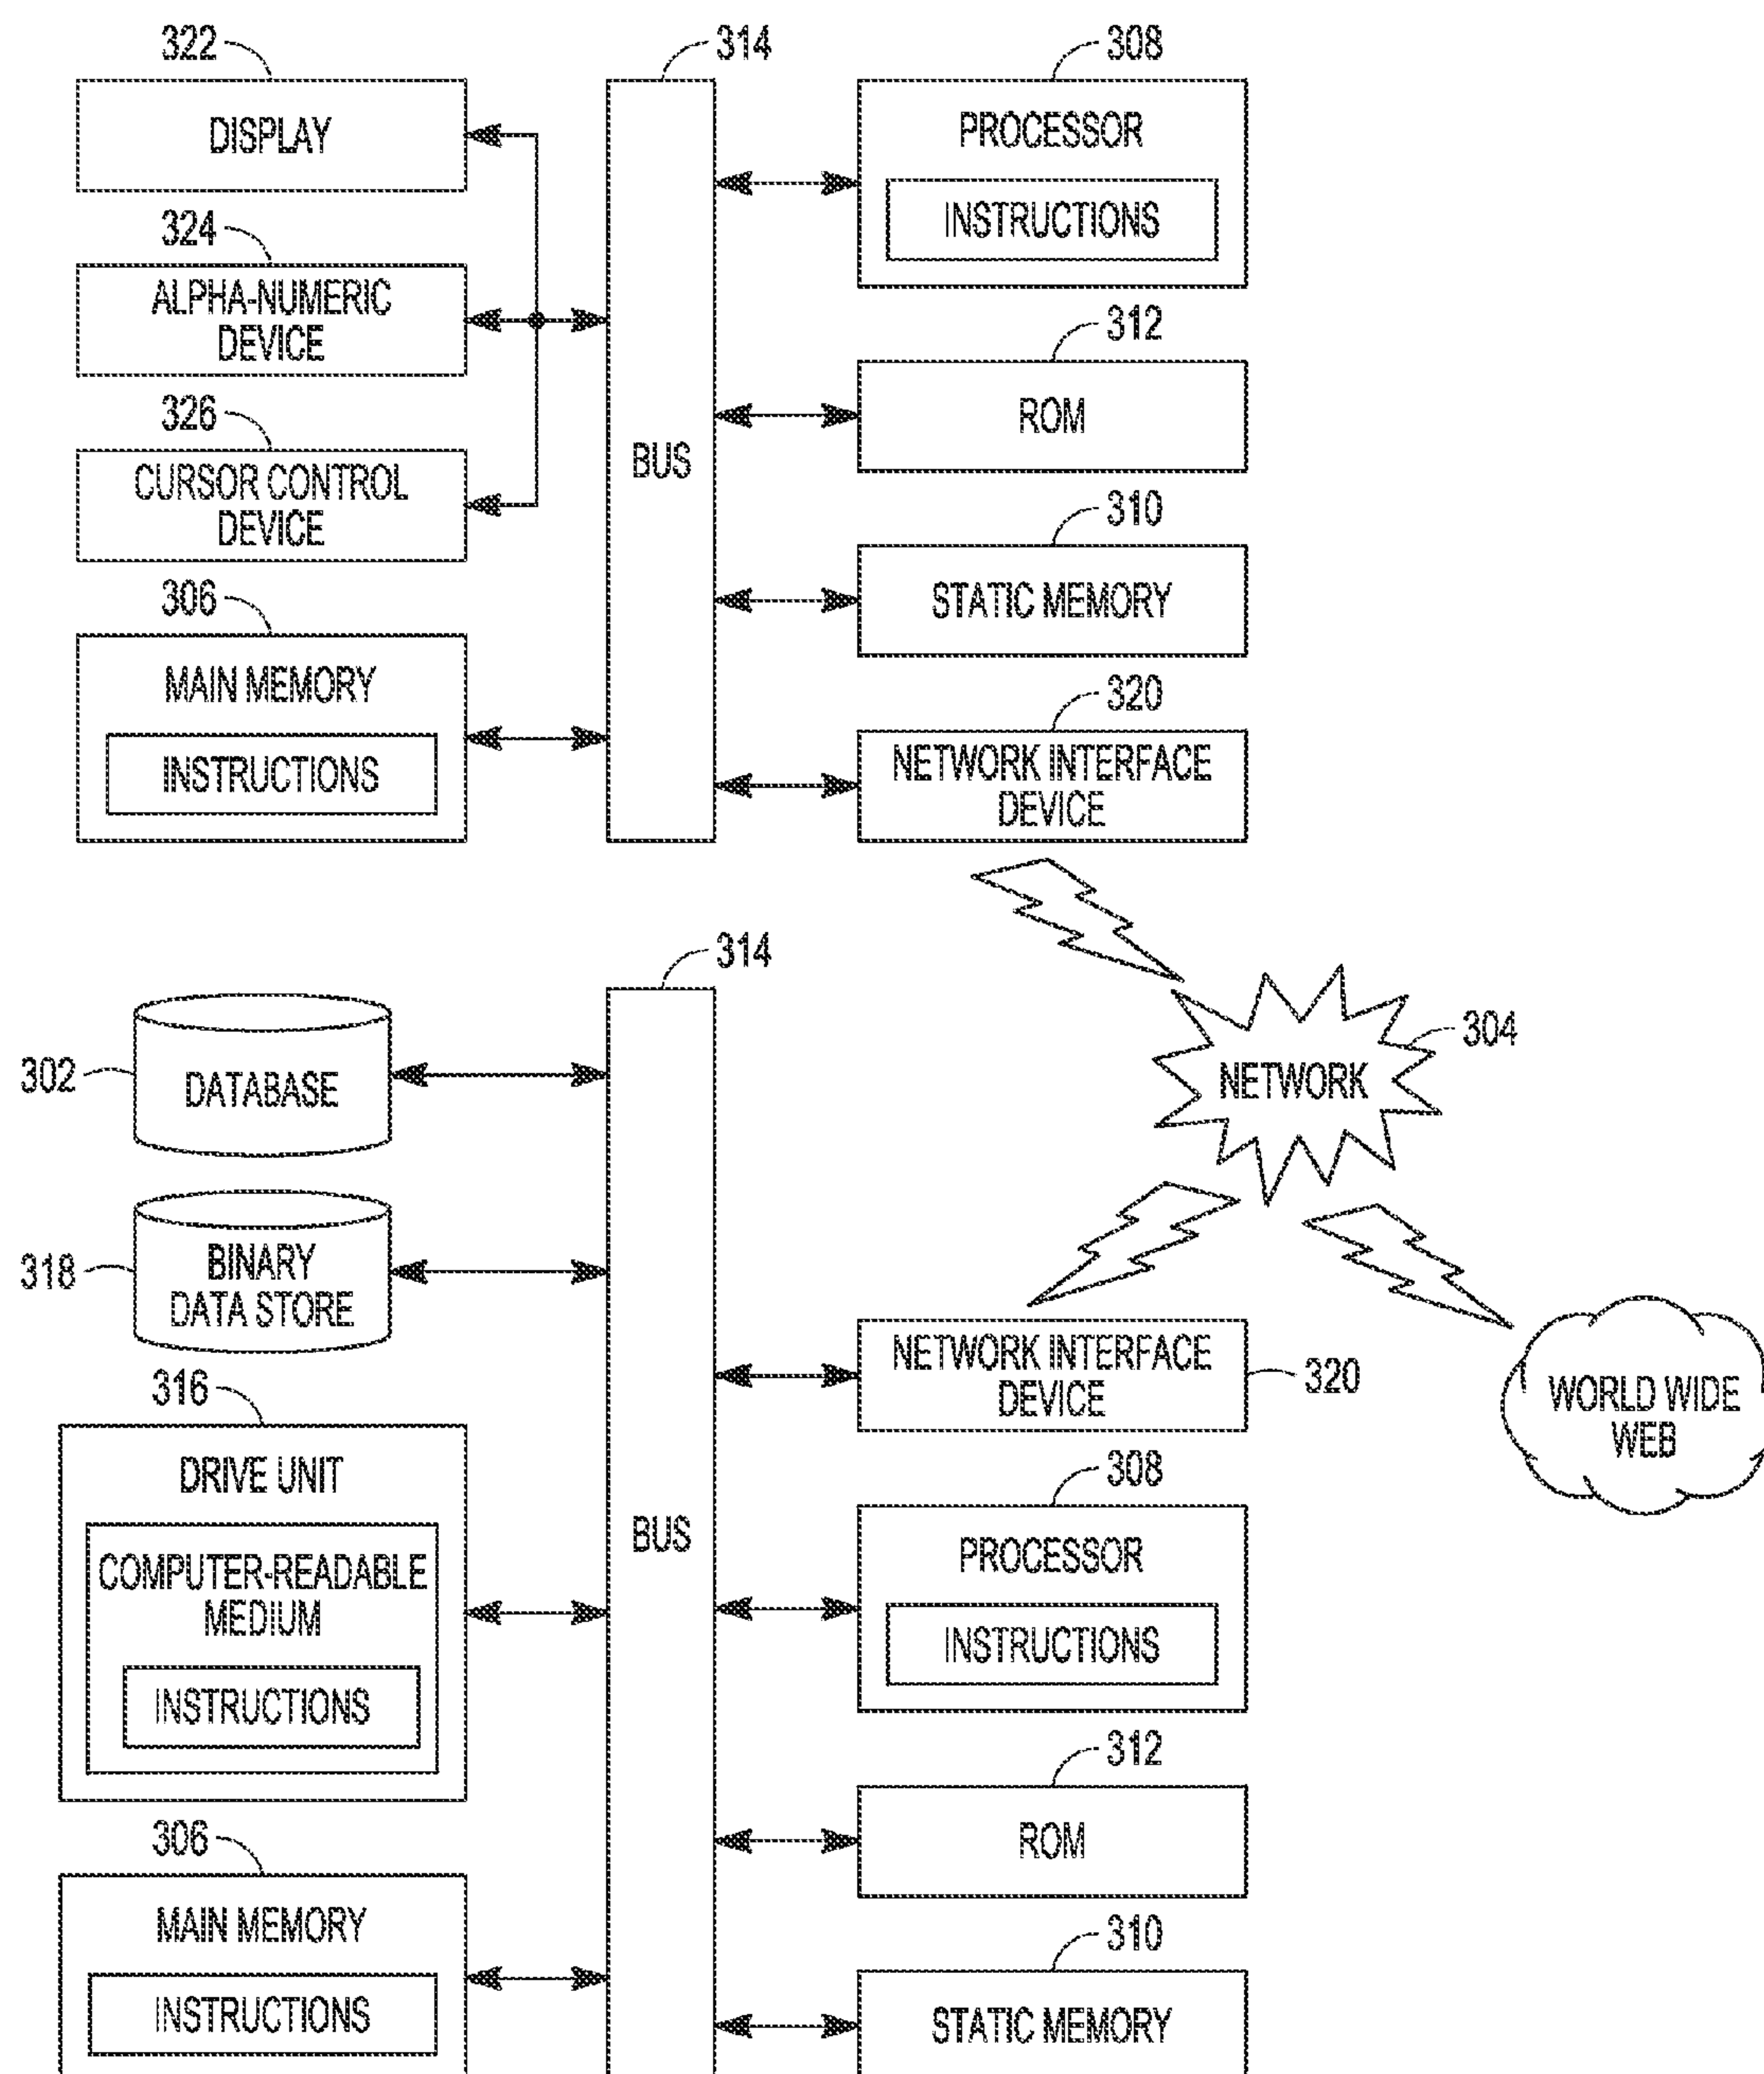 322
314
308
DISPLAY
PROCESSOR
INSTRUCTIONS
324
ALPHA-NUMERIC
DEVICE
312
ROM
326
CURSOR CONTROL
DEVICE
BUS
310
STATIC MEMORY
306
MAIN MEMORY
INSTRUCTIONS
320
NETWORK INTERFACE
DEVICE
314
304
NETWORK
302
DATABASE
318
BINARY
DATA STORE
NETWORK INTERFACE
DEVICE
320
WORLD WIDE
WEB
316
DRIVE UNIT
COMPUTER-READABLE
MEDIUM
INSTRUCTIONS
BUS
308
PROCESSOR
INSTRUCTIONS
312
ROM
306
MAIN MEMORY
INSTRUCTIONS
310
STATIC MEMORY